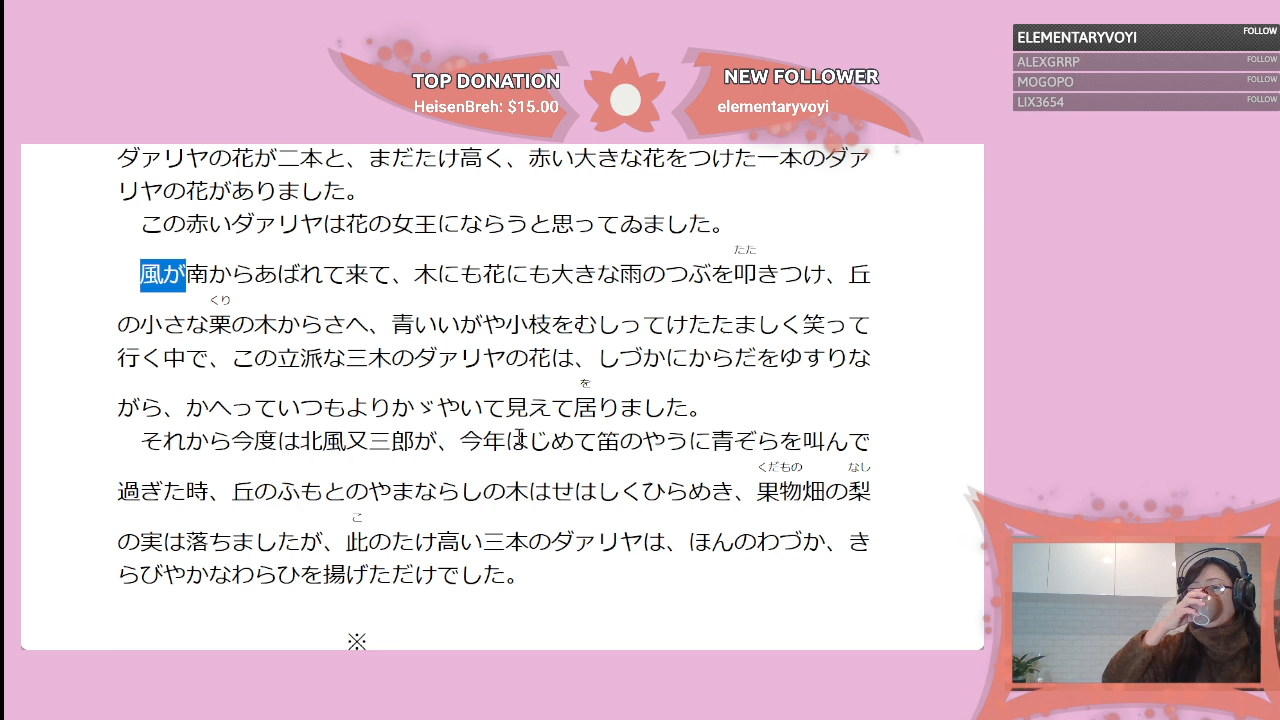 TOP DONATION
HeisenBreh: $15.00
NEW FOLLOWER
elementaryvoyi
ELEMENTARYVOYI FOLLOW
ALEXGRRP FOLLOW
MOGOPO FOLLOW
LIX3654 FOLLOW
ダァリヤの花が二本と、まだたけ高く、赤い大きな花をつけた一本のダァ
リヤの花がありました。
この赤いダァリヤは花の女王にならうと思ってゐました。
たた
風が南からあばれて来て、木にも花にも大きな雨のつぶを叩きつけ、丘
くり
の小さな栗の木からさへ、青いいがや小枝をむしってけたたましく笑って
行く中で、この立派な三木のダァリヤの花は、しづかにからだをゆすりな
を
がら、かへっていつもよりかゞやいて見えて居りました。
それから今度は北風又三郎が、今年はじめて笛のやうに青ぞらを叫んで
くだもの なし
過ぎた時、丘のふもとのやまならしの木はせはしくひらめき、果物畑の梨
こ
の実は落ちましたが、此のたけ高い三本のダァリヤは、ほんのわづか、き
らびやかなわらひを揚げただけでした。
※